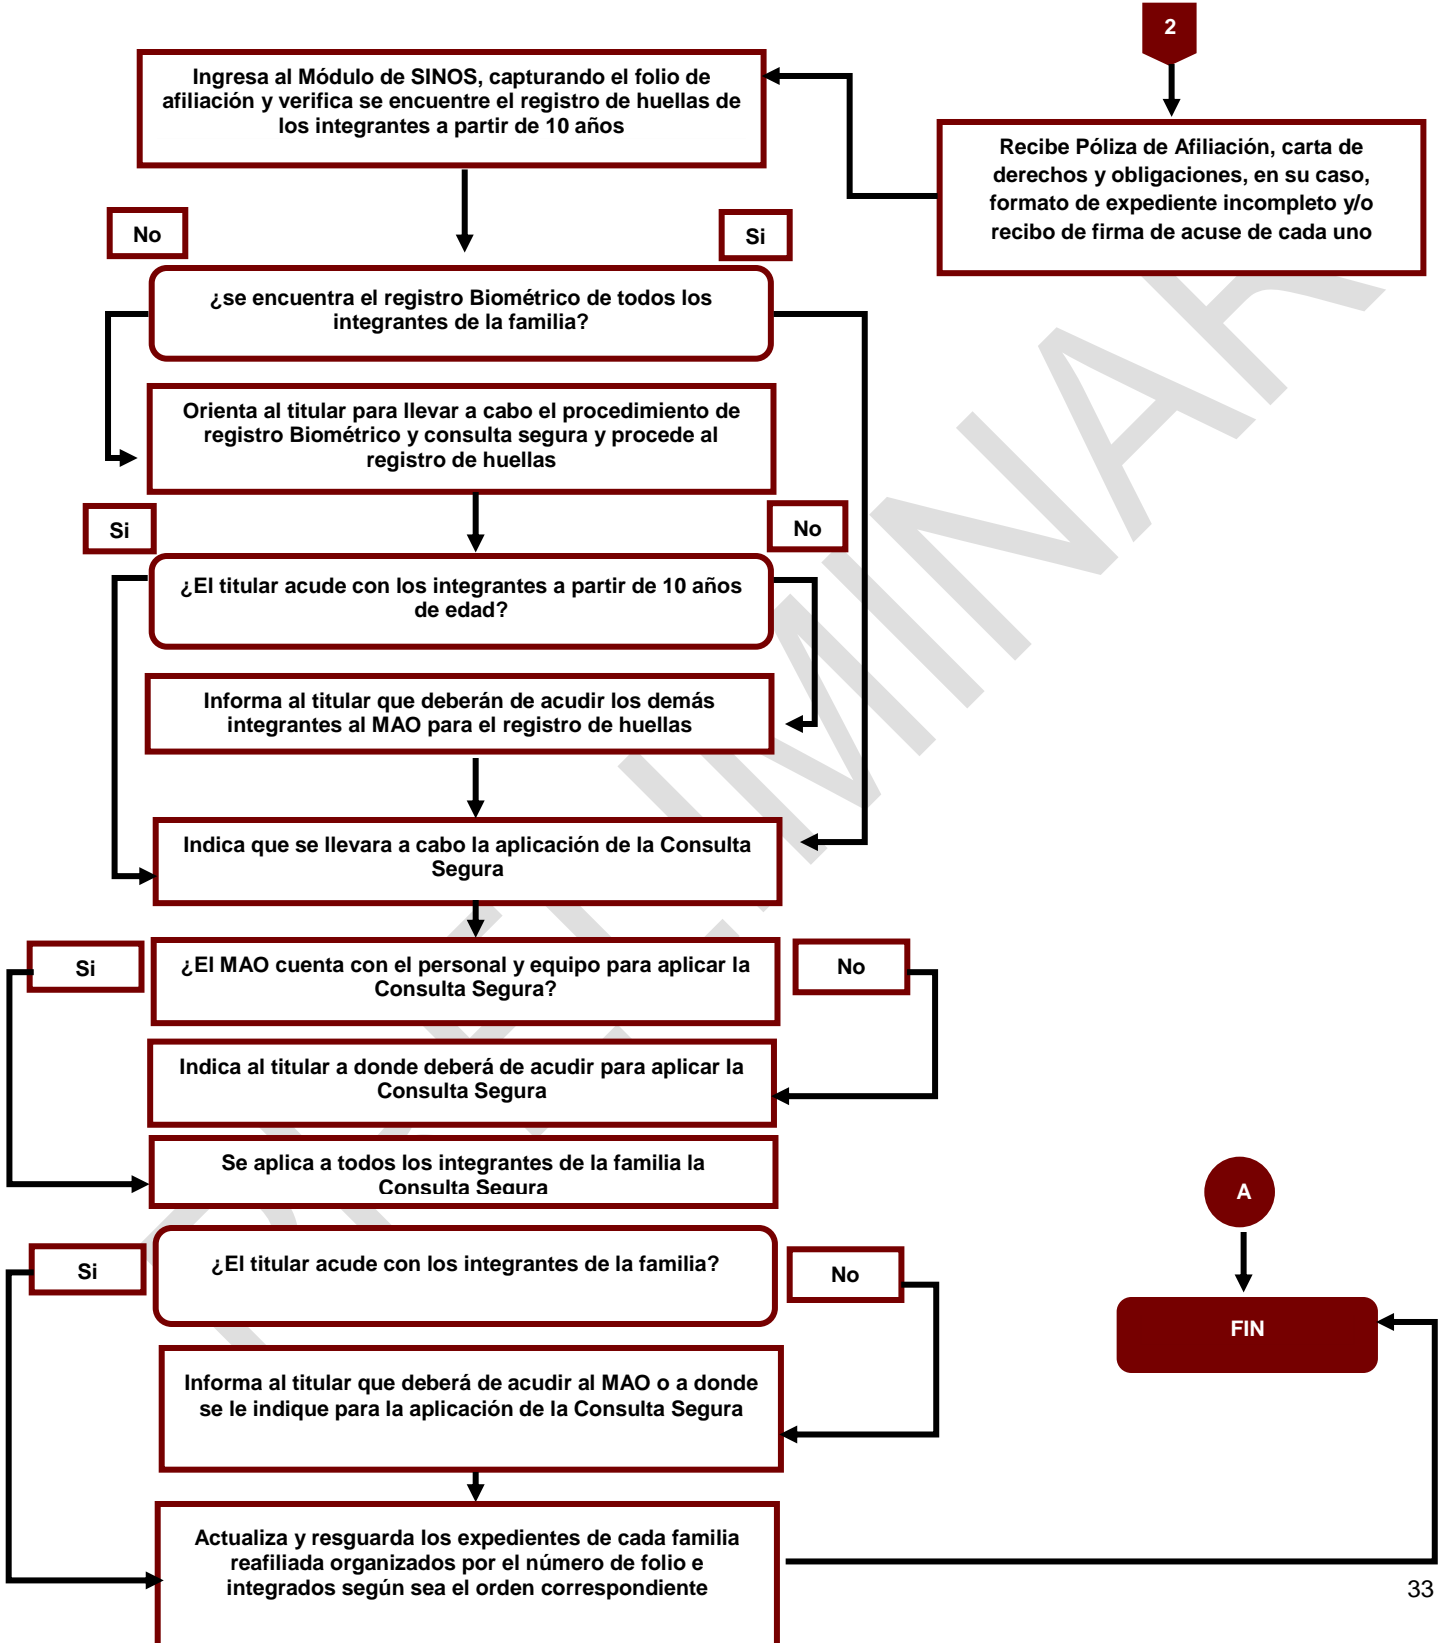 2
Recibe Póliza de Afiliación, carta de
derechos y obligaciones, en su caso,
formato de expediente incompleto y/o
recibo de firma de acuse de cada uno
Ingresa al Módulo de SINOS, capturando el folio de
afiliación y verifica se encuentre el registro de huellas de
los integrantes a partir de 10 años
No
Si
¿se encuentra el registro Biométrico de todos los
integrantes de la familia?
Orienta al titular para llevar a cabo el procedimiento de
registro Biométrico y consulta segura y procede al
registro de huellas
Si
No
¿El titular acude con los integrantes a partir de 10 años
de edad?
Informa al titular que deberán de acudir los demás
integrantes al MAO para el registro de huellas
Indica que se llevara a cabo la aplicación de la Consulta
Segura
Si
¿El MAO cuenta con el personal y equipo para aplicar la
Consulta Segura?
No
Indica al titular a donde deberá de acudir para aplicar la
Consulta Segura
Se aplica a todos los integrantes de la familia la
Consulta Segura
Si
¿El titular acude con los integrantes de la familia?
No
Informa al titular que deberá de acudir al MAO o a donde
se le indique para la aplicación de la Consulta Segura
Actualiza y resguarda los expedientes de cada familia
reafiliada organizados por el número de folio e
integrados según sea el orden correspondiente
A
FIN
33